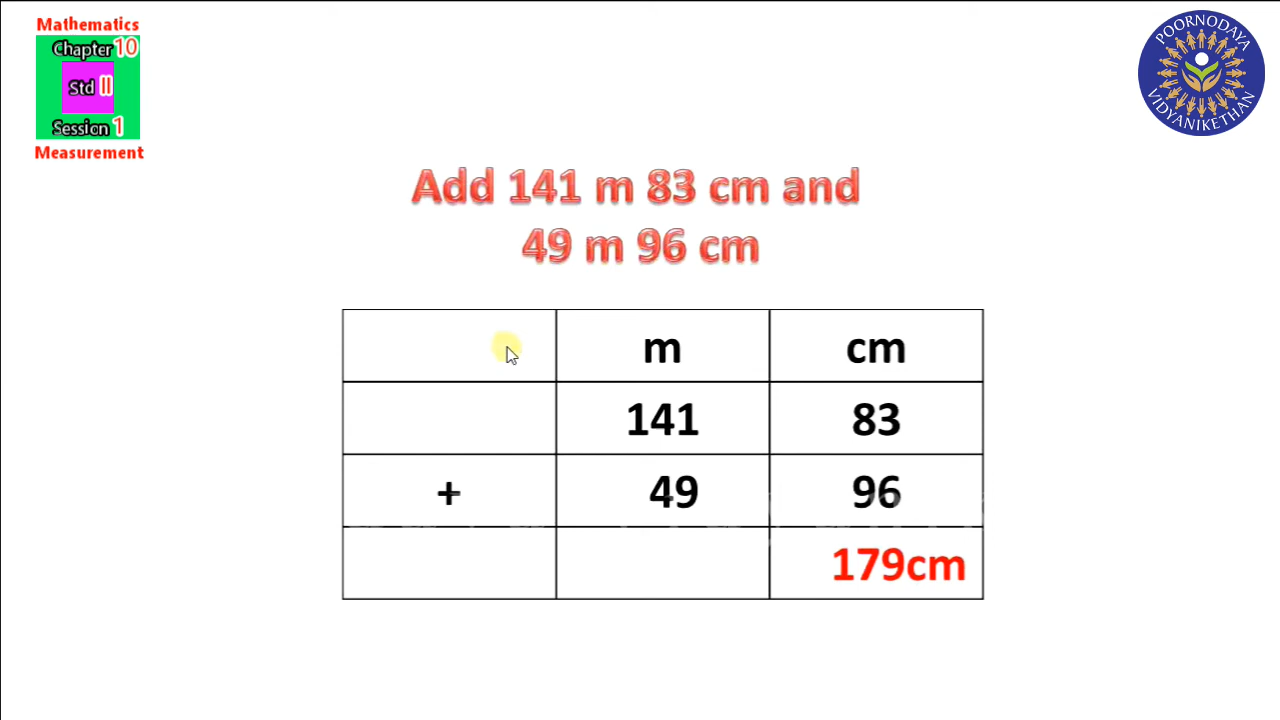 Mathematics
Chapter 10
Std II
Session 1
Measurement
POORNODAYA
VIDYANIKETHAN
Add 141 m 83 cm and
49 m 96 cm
m cm
141 83
+ 49 96
179cm